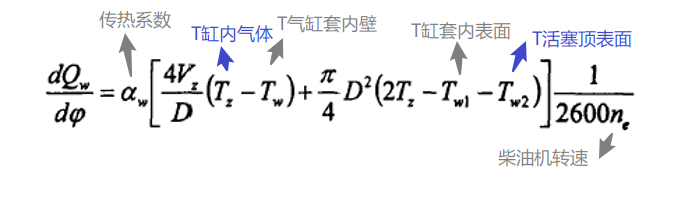 传热系数
T缸内气体
T气缸套内壁
T缸套内表面
T活塞顶表面
dQ_w/dφ = α_w[4V_z/D(T_z − T_w) + π/4 D²(2T_z − T_w1 − T_w2)] 1/2600n_e
柴油机转速